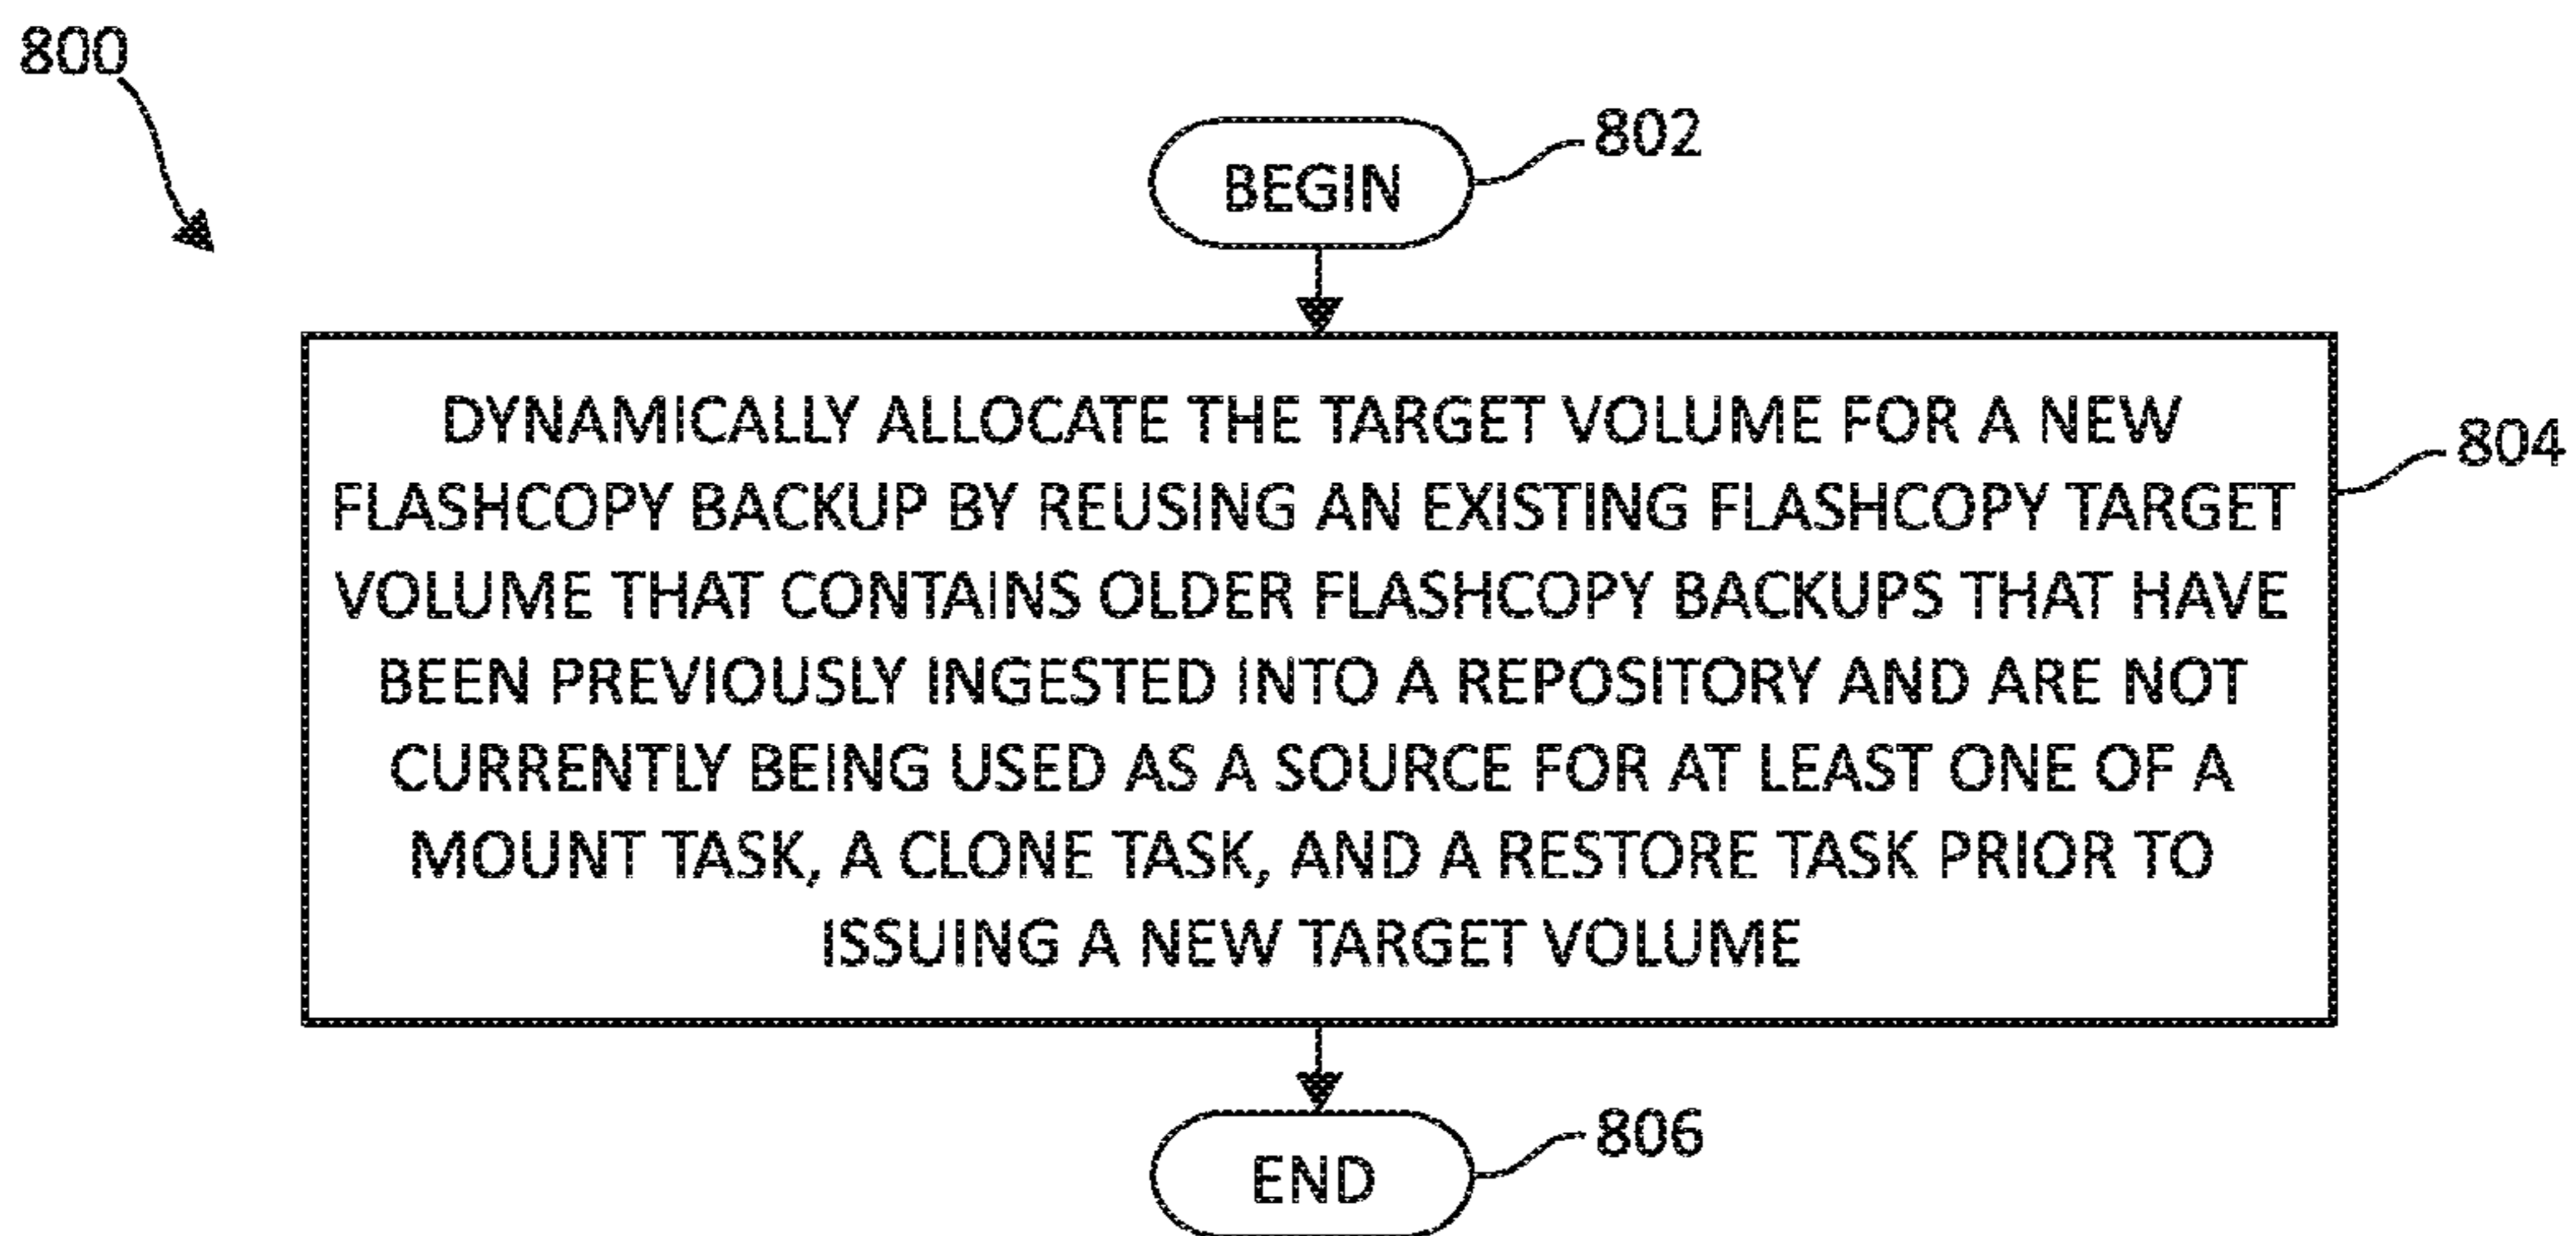 800
BEGIN
802
DYNAMICALLY ALLOCATE THE TARGET VOLUME FOR A NEW
FLASHCOPY BACKUP BY REUSING AN EXISTING FLASHCOPY TARGET
VOLUME THAT CONTAINS OLDER FLASHCOPY BACKUPS THAT HAVE
BEEN PREVIOUSLY INGESTED INTO A REPOSITORY AND ARE NOT
CURRENTLY BEING USED AS A SOURCE FOR AT LEAST ONE OF A
MOUNT TASK, A CLONE TASK, AND A RESTORE TASK PRIOR TO
ISSUING A NEW TARGET VOLUME
804
END
806